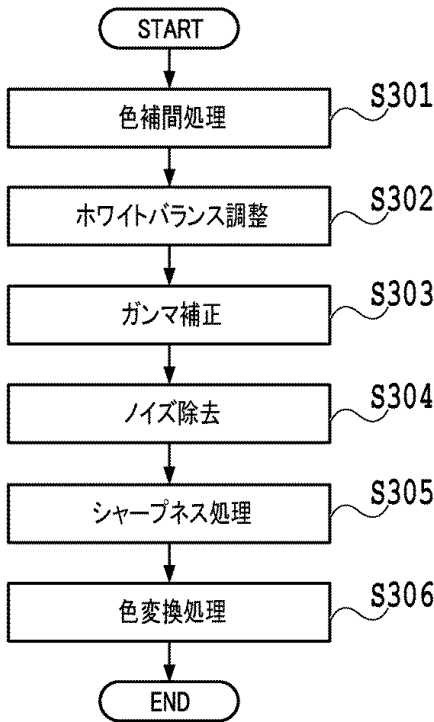 START
色補間処理
S301
ホワイトバランス調整
S302
ガンマ補正
S303
ノイズ除去
S304
シャープネス処理
S305
色変換処理
S306
END